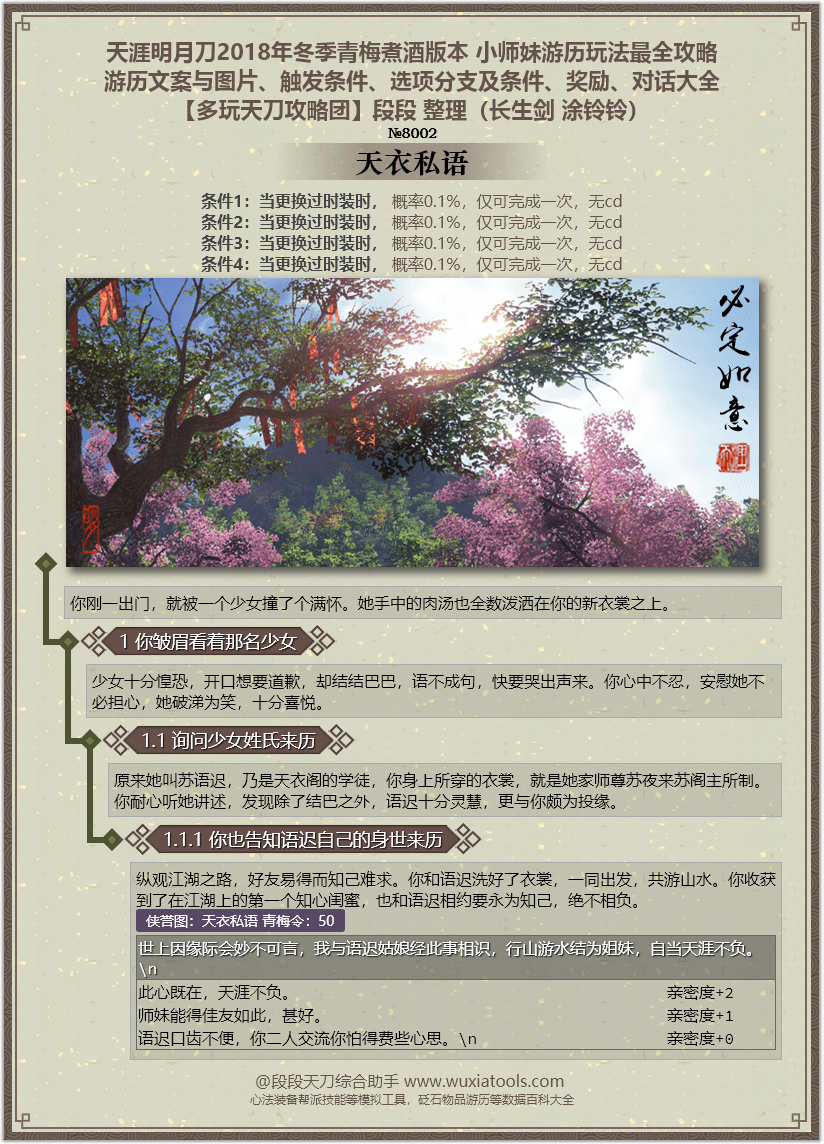 天涯明月刀2018年冬季青梅煮酒版本 小师妹游历玩法最全攻略
游历文案与图片、触发条件、选项分支及条件、奖励、对话大全
【多玩天刀攻略团】段段 整理（长生剑 涂铃铃）
№8002
天衣私语
条件1：当更换过时装时， 概率0.1%，仅可完成一次，无cd
条件2：当更换过时装时， 概率0.1%，仅可完成一次，无cd
条件3：当更换过时装时， 概率0.1%，仅可完成一次，无cd
条件4：当更换过时装时， 概率0.1%，仅可完成一次，无cd
必定如意
你刚一出门，就被一个少女撞了个满怀。她手中的肉汤也全数泼洒在你的新衣裳之上。
1 你皱眉看着那名少女
少女十分惶恐，开口想要道歉，却结结巴巴，语不成句，快要哭出声来。你心中不忍，安慰她不
必担心，她破涕为笑，十分喜悦。
1.1 询问少女姓氏来历
原来她叫苏语迟，乃是天衣阁的学徒，你身上所穿的衣裳，就是她家师尊苏夜来苏阁主所制。
你耐心听她讲述，发现除了结巴之外，语迟十分灵慧，更与你颇为投缘。
1.1.1 你也告知语迟自己的身世来历
纵观江湖之路，好友易得而知己难求。你和语迟洗好了衣裳，一同出发，共游山水。你收获
到了在江湖上的第一个知心闺蜜，也和语迟相约要永为知己，绝不相负。
侠誉图：天衣私语 青梅令：50
世上因缘际会妙不可言，我与语迟姑娘经此事相识，行山游水结为姐妹，自当天涯不负。
\n
此心既在，天涯不负。 亲密度+2
师妹能得佳友如此，甚好。 亲密度+1
语迟口齿不便，你二人交流你怕得费些心思。\n 亲密度+0
@段段天刀综合助手 www.wuxiatools.com
心法装备帮派技能等模拟工具，砭石物品游历等数据百科大全